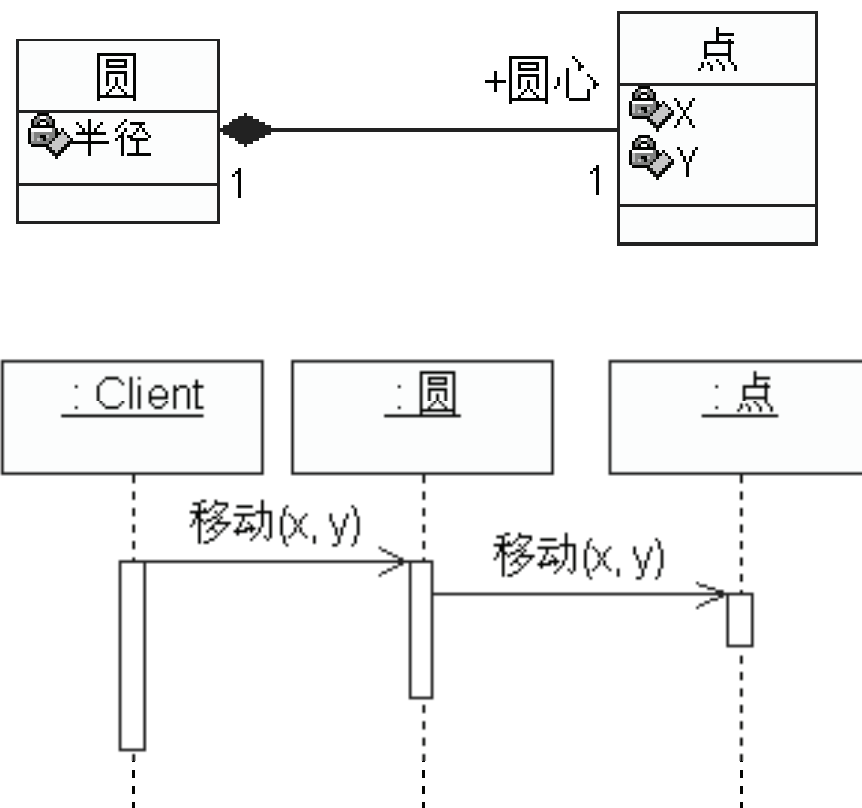 圆
半径
1
+圆心
1
点
X
Y
: Client
: 圆
: 点
移动(x, y)
移动(x, y)